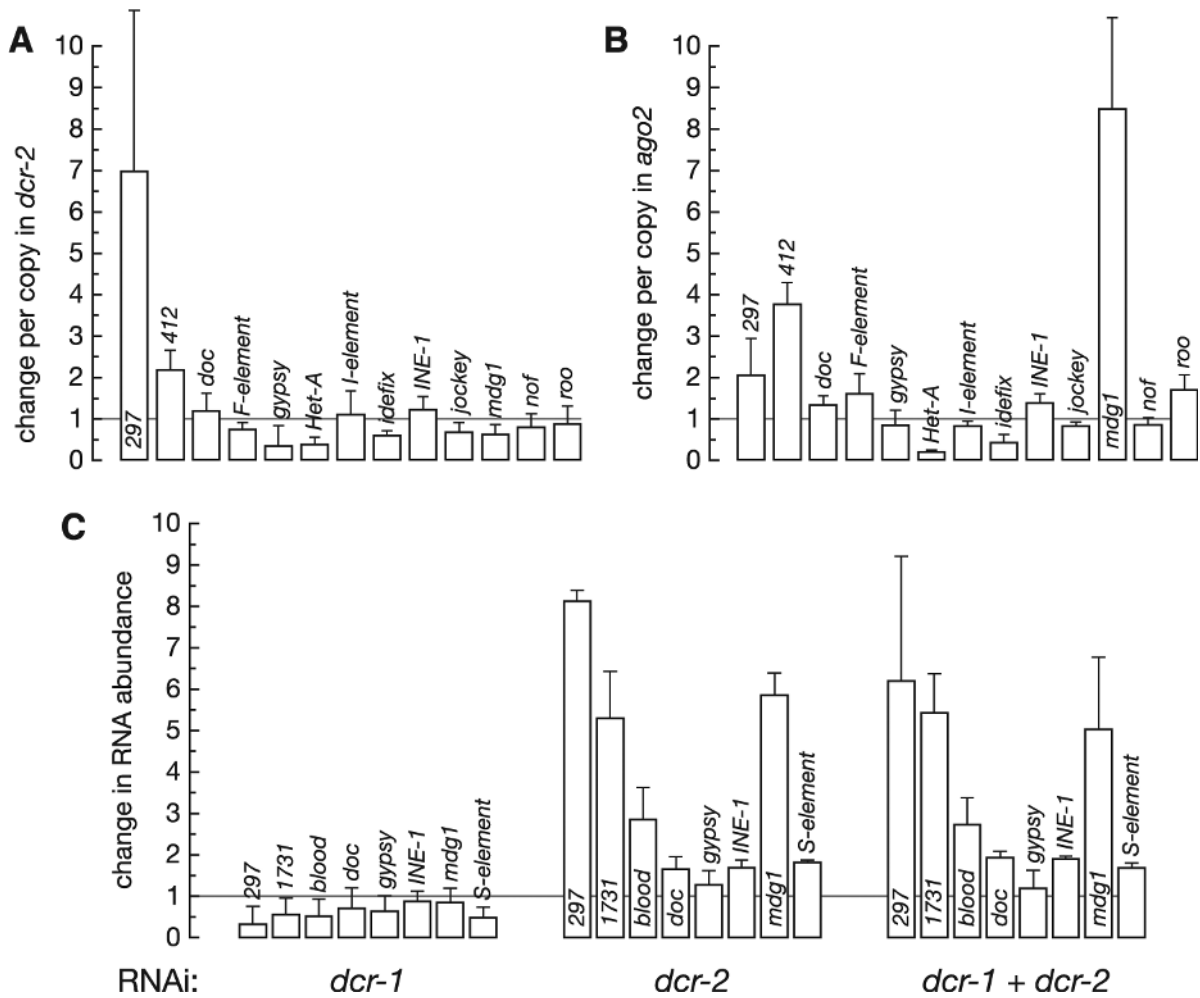 A
change per copy in dcr-2
10
9
8
7
6
5
4
3
2
1
0
297
412
doc
F-element
gypsy
Het-A
I-element
idefix
INE-1
jockey
mdg1
nof
roo
B
change per copy in ago2
10
9
8
7
6
5
4
3
2
1
0
297
412
doc
F-element
gypsy
Het-A
I-element
idefix
INE-1
jockey
mdg1
nof
roo
C
change in RNA abundance
10
9
8
7
6
5
4
3
2
1
0
297
1731
blood
doc
gypsy
INE-1
mdg1
S-element
297
1731
blood
doc
gypsy
INE-1
mdg1
S-element
297
1731
blood
doc
gypsy
INE-1
mdg1
S-element
RNAi: dcr-1 dcr-2 dcr-1 + dcr-2